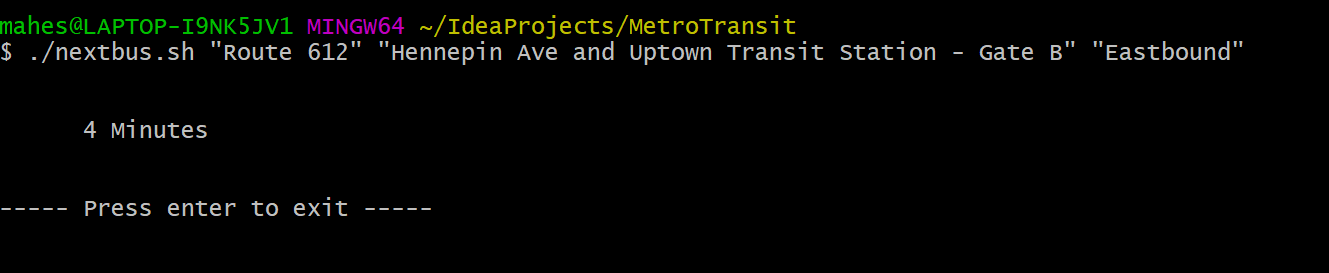 mahes@LAPTOP-I9NK5JV1 MINGW64 ~/IdeaProjects/MetroTransit
$ ./nextbus.sh "Route 612" "Hennepin Ave and Uptown Transit Station - Gate B" "Eastbound"
4 Minutes
----- Press enter to exit -----